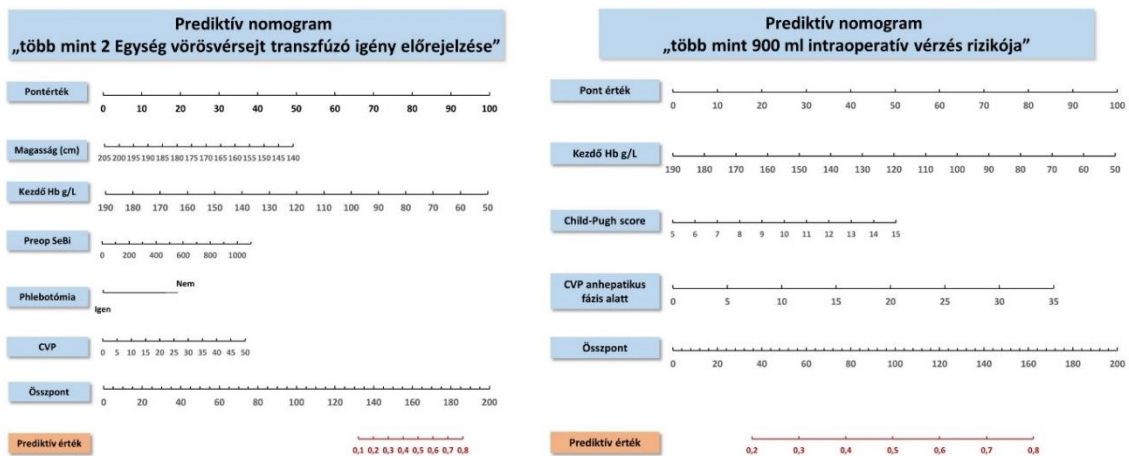 Prediktív nomogram
„több mint 2 Egység vörösvérsejt transzfúzó igény előrejelzése”
Pontérték
0 10 20 30 40 50 60 70 80 90 100
Magasság (cm)
205 200 195 190 185 180 175 170 165 160 155 150 145 140
Kezdő Hb g/L
190 180 170 160 150 140 130 120 110 100 90 80 70 60 50
Preop SeBi
0 200 400 600 800 1000
Phlebotómia
Nem
Igen
CVP
0 5 10 15 20 25 30 35 40 45 50
Összpont
0 20 40 60 80 100 120 140 160 180 200
Prediktív érték
0,1 0,2 0,3 0,4 0,5 0,6 0,7 0,8
Prediktív nomogram
„több mint 900 ml intraoperatív vérzés rizikója”
Pont érték
0 10 20 30 40 50 60 70 80 90 100
Kezdő Hb g/L
190 180 170 160 150 140 130 120 110 100 90 80 70 60 50
Child-Pugh score
5 6 7 8 9 10 11 12 13 14 15
CVP anhepatikus
fázis alatt
0 5 10 15 20 25 30 35
Összpont
0 20 40 60 80 100 120 140 160 180 200
Prediktív érték
0,2 0,3 0,4 0,5 0,6 0,7 0,8